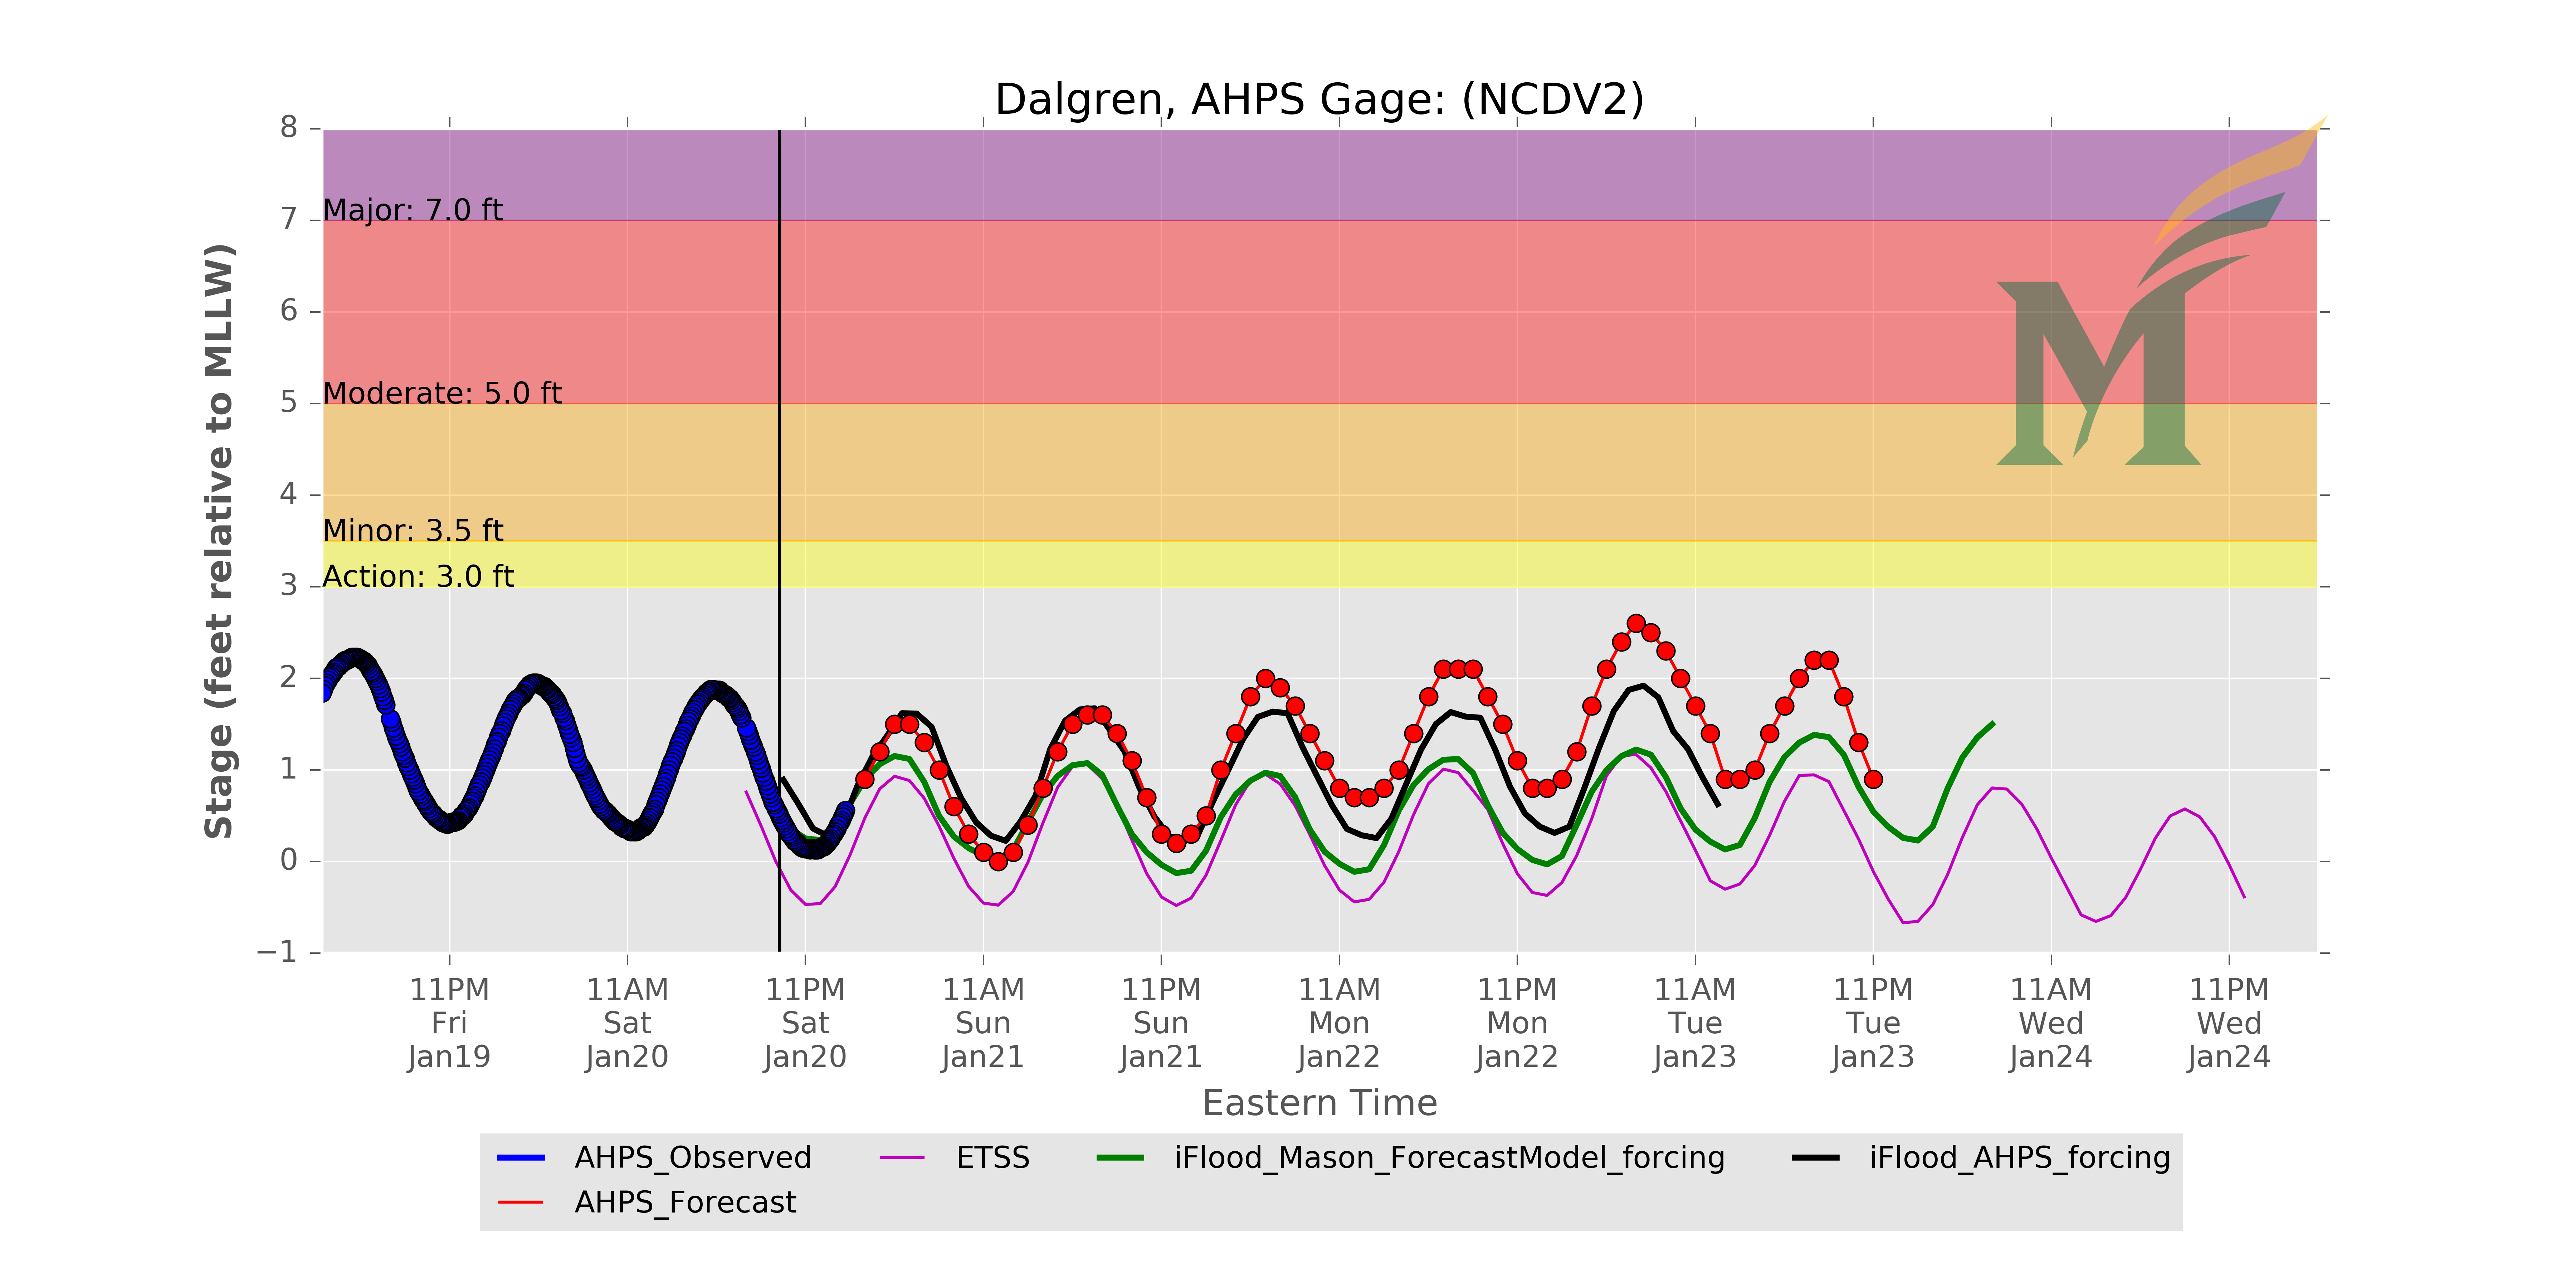 Dalgren, AHPS Gage: (NCDV2)
Stage (feet relative to MLLW)
8
7
6
5
4
3
2
1
0
−1
Major: 7.0 ft
Moderate: 5.0 ft
Minor: 3.5 ft
Action: 3.0 ft
11PM 11AM 11PM 11AM 11PM 11AM 11PM 11AM 11PM 11AM 11PM
Fri Sat Sat Sun Sun Mon Mon Tue Tue Wed Wed
Jan19 Jan20 Jan20 Jan21 Jan21 Jan22 Jan22 Jan23 Jan23 Jan24 Jan24
Eastern Time
AHPS_Observed ETSS iFlood_Mason_ForecastModel_forcing iFlood_AHPS_forcing
AHPS_Forecast
M